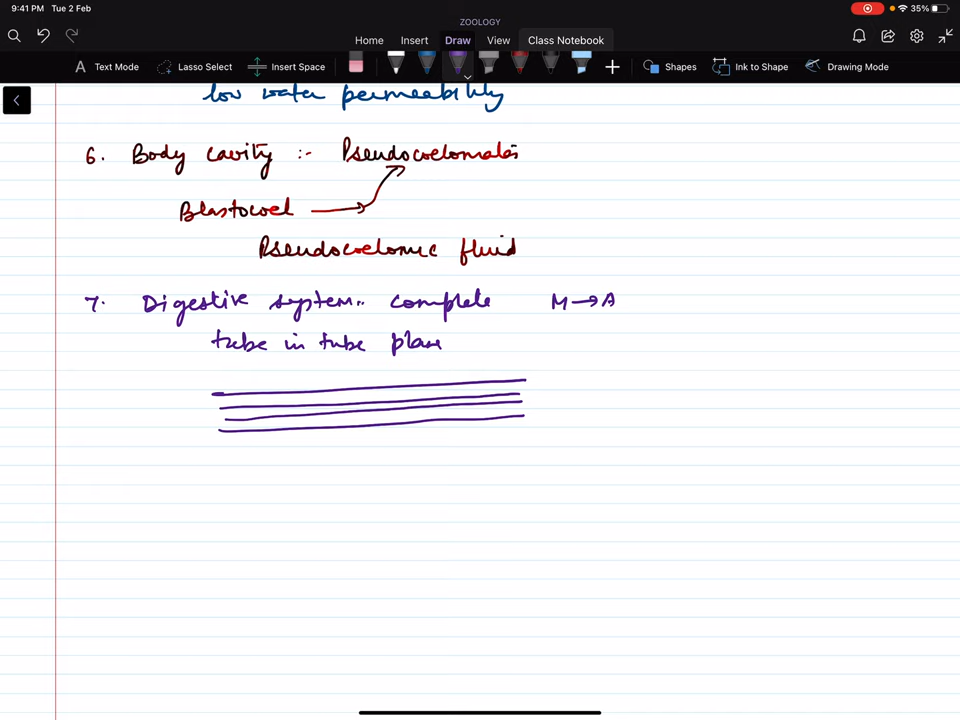 9:41 PM Tue 2 Feb 35%
ZOOLOGY
Home Insert Draw View Class Notebook
Text Mode Lasso Select Insert Space Shapes Ink to Shape Drawing Mode
low water permeability
6. Body cavity :- Pseudocoelomates
Blastocoel
Pseudocoelomic fluid
7. Digestive system.. complete M→A
tube in tube plane